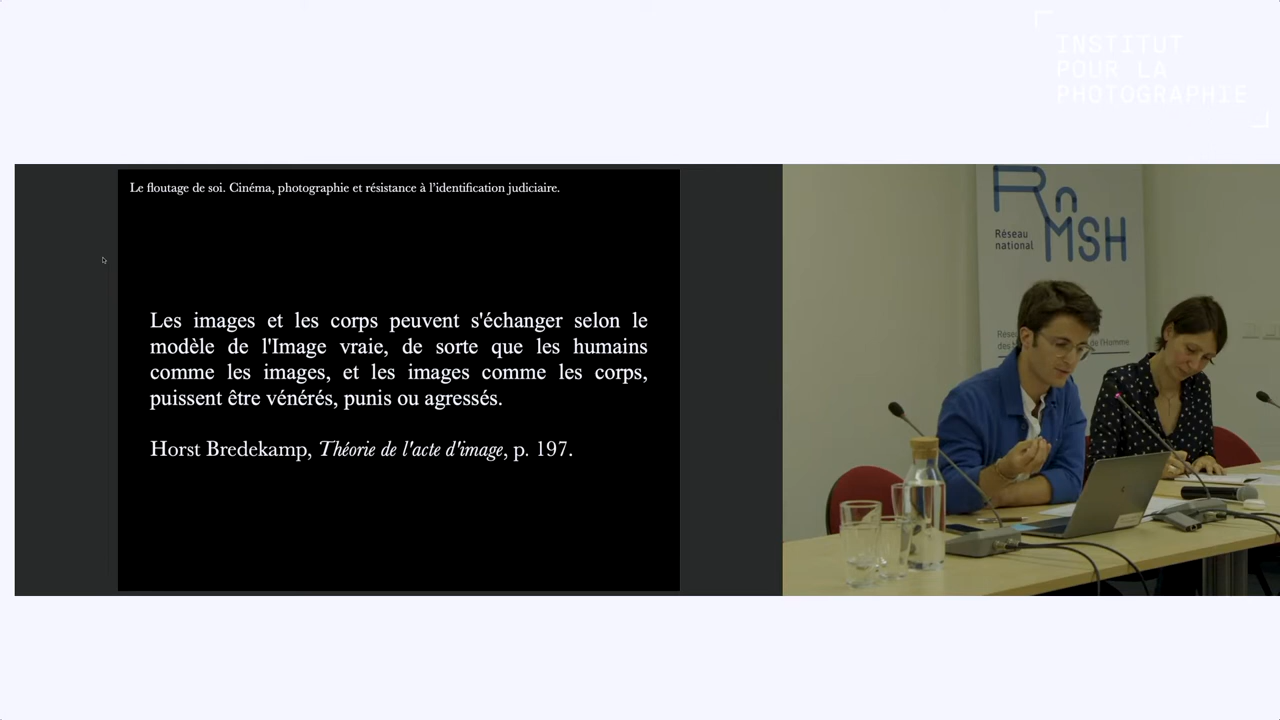 INSTITUT
POUR LA
PHOTOGRAPHIE
Le floutage de soi. Cinéma, photographie et résistance à l'identification judiciaire.
Les images et les corps peuvent s'échanger selon le
modèle de l'Image vraie, de sorte que les humains
comme les images, et les images comme les corps,
puissent être vénérés, punis ou agressés.
Horst Bredekamp, Théorie de l'acte d'image, p. 197.
Rn
MSH
Réseau
national
de l'Homme